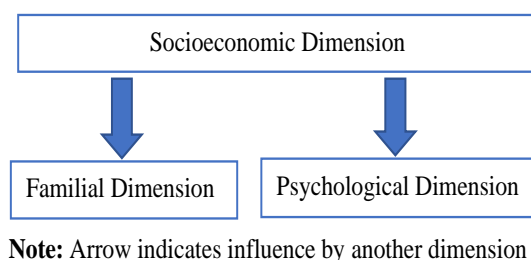 Socioeconomic Dimension
Familial Dimension
Psychological Dimension
Note: Arrow indicates influence by another dimension